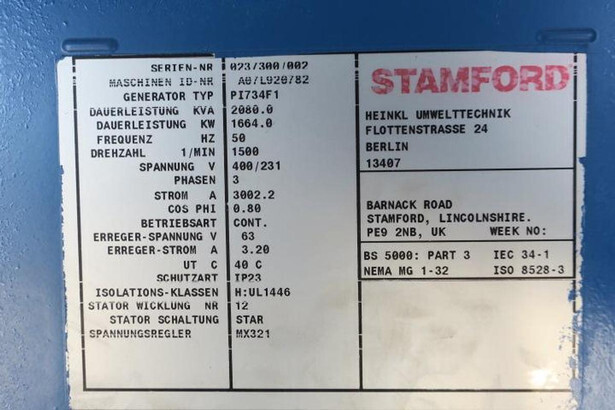 SERIEN-NR 023/300/002
MASCHINEN ID-NR A0/L920/82
GENERATOR TYP PI734F1
DAUERLEISTUNG KVA 2080.0
DAUERLEISTUNG KW 1664.0
FREQUENZ HZ 50
DREHZAHL 1/MIN 1500
SPANNUNG V 400/231
PHASEN 3
STROM A 3002.2
COS PHI 0.80
BETRIEBSART CONT.
ERREGER-SPANNUNG V 63
ERREGER-STROM A 3.20
UT C 40 C
SCHUTZART IP23
ISOLATIONS-KLASSEN H:UL1446
STATOR WICKLUNG NR 12
STATOR SCHALTUNG STAR
SPANNUNGSREGLER MX321
STAMFORD
HEINKL UMWELTTECHNIK
FLOTTENSTRASSE 24
BERLIN
13407
BARNACK ROAD
STAMFORD, LINCOLNSHIRE.
PE9 2NB, UK WEEK NO:
BS 5000: PART 3 IEC 34-1
NEMA MG 1-32 ISO 8528-3